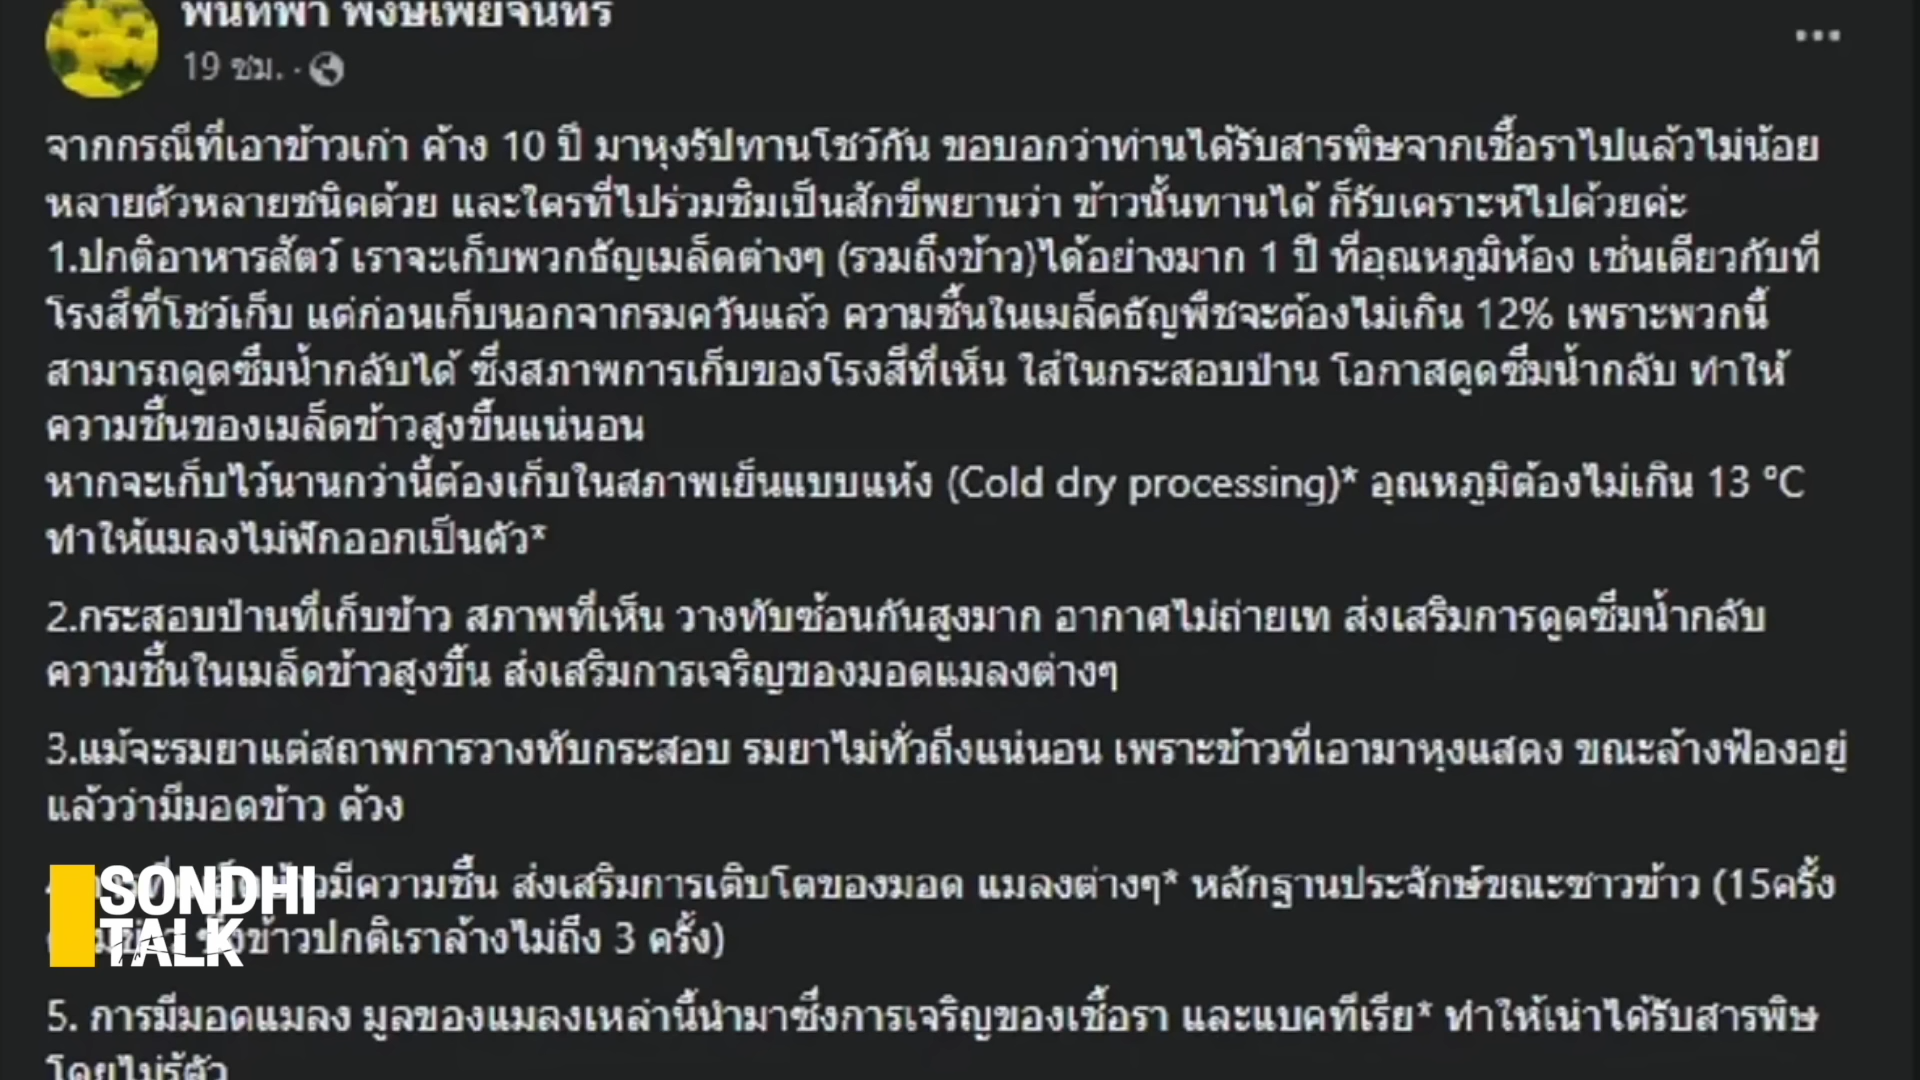 พันทิพา พงษ์เพียจันทร์
19 ชม. ·
จากกรณีที่เอาข้าวเก่า ค้าง 10 ปี มาหุงรัปทานโชว์กัน ขอบอกว่าท่านได้รับสารพิษจากเชื้อราไปแล้วไม่น้อย
หลายตัวหลายชนิดด้วย และใครที่ไปร่วมชิมเป็นสักขีพยานว่า ข้าวนั้นทานได้ ก็รับเคราะห์ไปด้วยค่ะ
1.ปกติอาหารสัตว์ เราจะเก็บพวกธัญเมล็ดต่างๆ (รวมถึงข้าว)ได้อย่างมาก 1 ปี ที่อุณหภูมิห้อง เช่นเดียวกับที่
โรงสีที่โชว์เก็บ แต่ก่อนเก็บนอกจากรมควันแล้ว ความชื้นในเมล็ดธัญพืชจะต้องไม่เกิน 12% เพราะพวกนี้
สามารถดูดซึมน้ำกลับได้ ซึ่งสภาพการเก็บของโรงสีที่เห็น ใส่ในกระสอบป่าน โอกาสดูดซึมน้ำกลับ ทำให้
ความชื้นของเมล็ดข้าวสูงขึ้นแน่นอน
หากจะเก็บไว้นานกว่านี้ต้องเก็บในสภาพเย็นแบบแห้ง (Cold dry processing)* อุณหภูมิต้องไม่เกิน 13 °C
ทำให้แมลงไม่ฟักออกเป็นตัว*
2.กระสอบป่านที่เก็บข้าว สภาพที่เห็น วางทับซ้อนกันสูงมาก อากาศไม่ถ่ายเท ส่งเสริมการดูดซึมน้ำกลับ
ความชื้นในเมล็ดข้าวสูงขึ้น ส่งเสริมการเจริญของมอดแมลงต่างๆ
3.แม้จะรมยาแต่สถาพการวางทับกระสอบ รมยาไม่ทั่วถึงแน่นอน เพราะข้าวที่เอามาหุงแสดง ขณะล้างฟ้องอยู่
แล้วว่ามีมอดข้าว ด้วง
มีความชื้น ส่งเสริมการเติบโตของมอด แมลงต่างๆ* หลักฐานประจักษ์ขณะซาวข้าว (15ครั้ง
ข้าวปกติเราล้างไม่ถึง 3 ครั้ง)
SONDHI
TALK
5. การมีมอดแมลง มูลของแมลงเหล่านี้นำมาซึ่งการเจริญของเชื้อรา และแบคทีเรีย* ทำให้เน่าได้รับสารพิษ
โดยไม่รู้ตัว